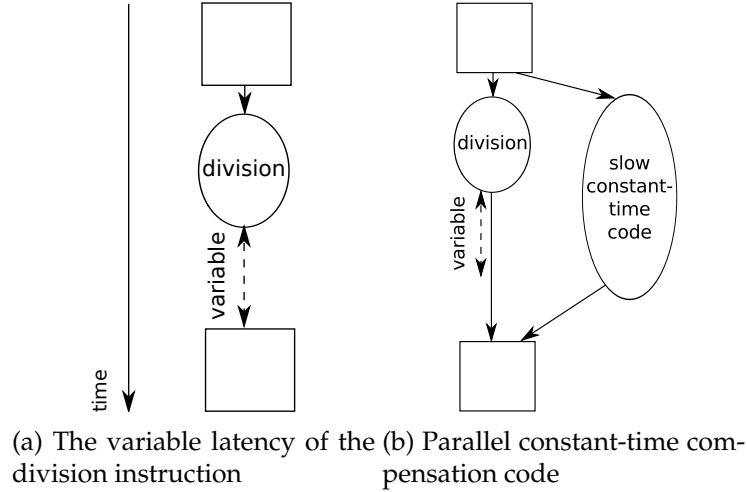 division
variable
time
division
variable
slow
constant-
time
code
(a) The variable latency of the
division instruction
(b) Parallel constant-time com-
pensation code